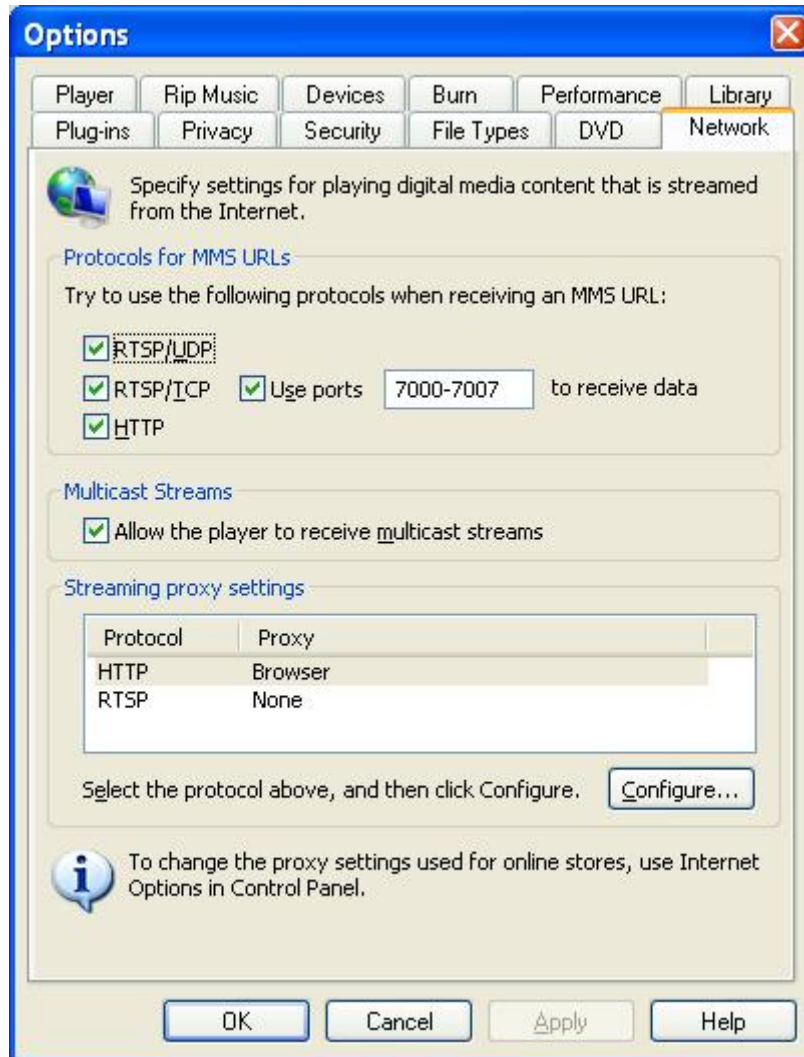 Options
Player Rip Music Devices Burn Performance Library
Plug-ins Privacy Security File Types DVD Network
Specify settings for playing digital media content that is streamed
from the Internet.
Protocols for MMS URLs
Try to use the following protocols when receiving an MMS URL:
RTSP/UDP
RTSP/TCP Use ports 7000-7007 to receive data
HTTP
Multicast Streams
Allow the player to receive multicast streams
Streaming proxy settings
Protocol Proxy
HTTP Browser
RTSP None
Select the protocol above, and then click Configure. Configure...
To change the proxy settings used for online stores, use Internet
Options in Control Panel.
OK Cancel Apply Help